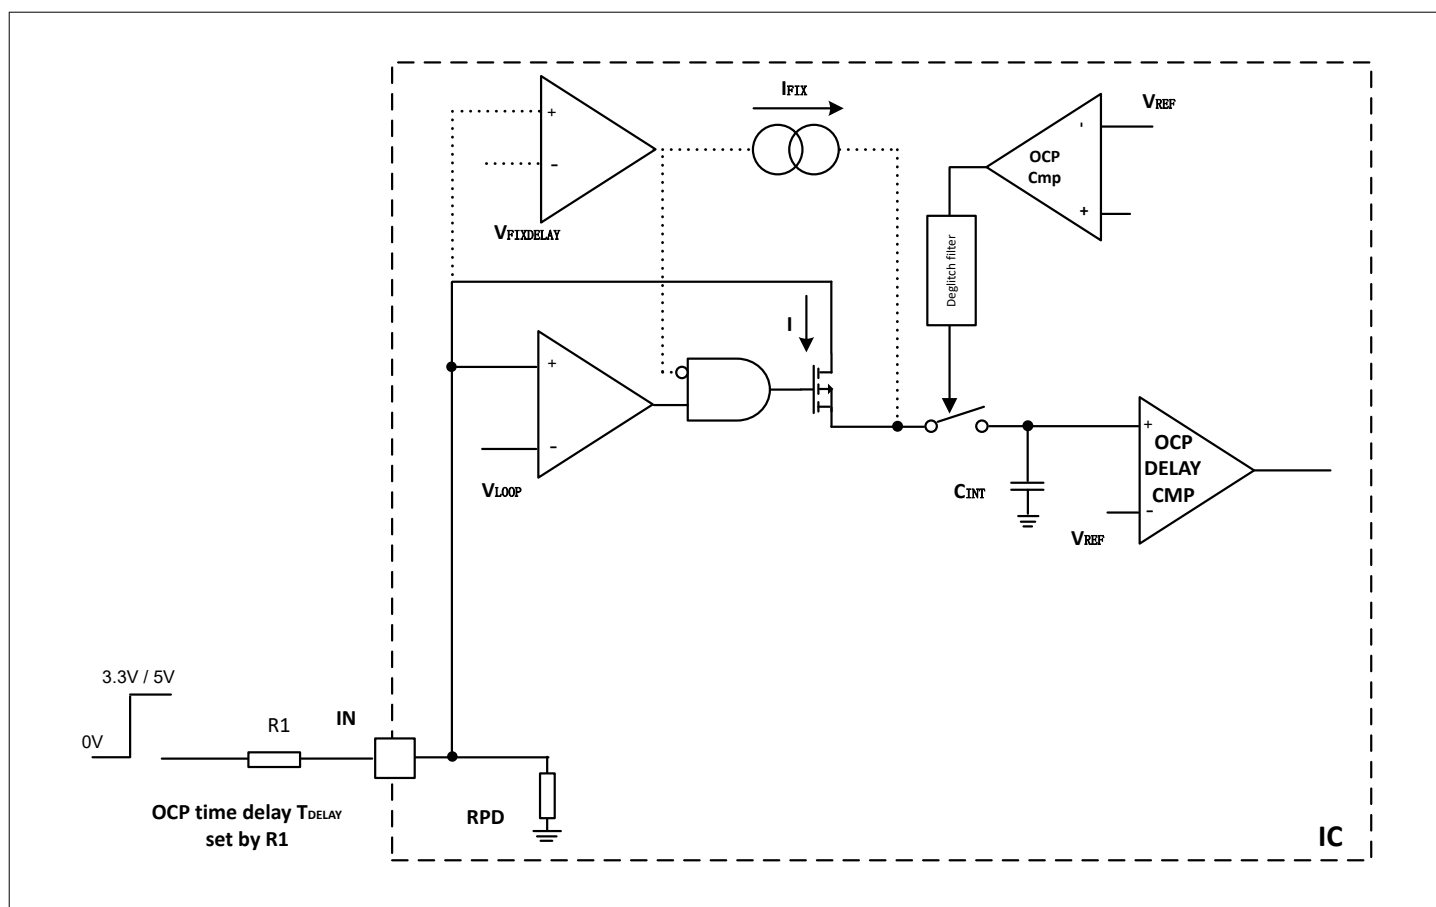 IFIX
VREF
+
-
-
OCP
Cmp
+
VFIXDELAY
Deglitch filter
I
+
-
VLOOP
+
OCP
DELAY
CMP
-
CINT
VREF
3.3V / 5V
0V
R1
IN
OCP time delay TDELAY
set by R1
RPD
IC